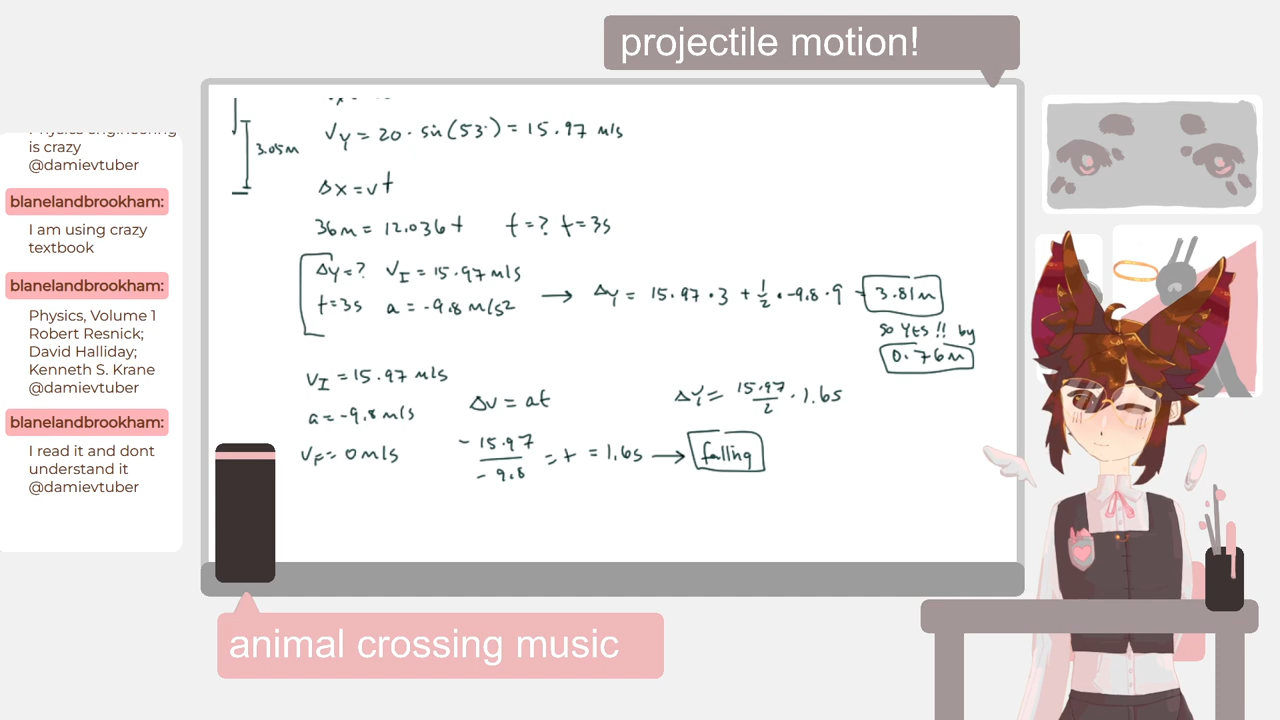 projectile motion!
Physics engineering
is crazy
@damievtuber
blanelandbrookham:
I am using crazy
textbook
blanelandbrookham:
Physics, Volume 1
Robert Resnick;
David Halliday;
Kenneth S. Krane
@damievtuber
blanelandbrookham:
I read it and dont
understand it
@damievtuber
3.05m
Vy = 20 · sin(53°) = 15.97 m/s
Δx = vt
36m = 12.036t t = ? t = 3s
Δy = ? VI = 15.97 m/s
t = 3s a = -9.8 m/s²
→ Δy = 15.97 · 3 + 1/2 · -9.8 · 9 = 3.81m
so YES!! by
0.76m
VI = 15.97 m/s
a = -9.8 m/s
VF = 0 m/s
Δv = at
-15.97/-9.8 = t = 1.6s → falling
Δy = 15.97/2 · 1.6s
animal crossing music